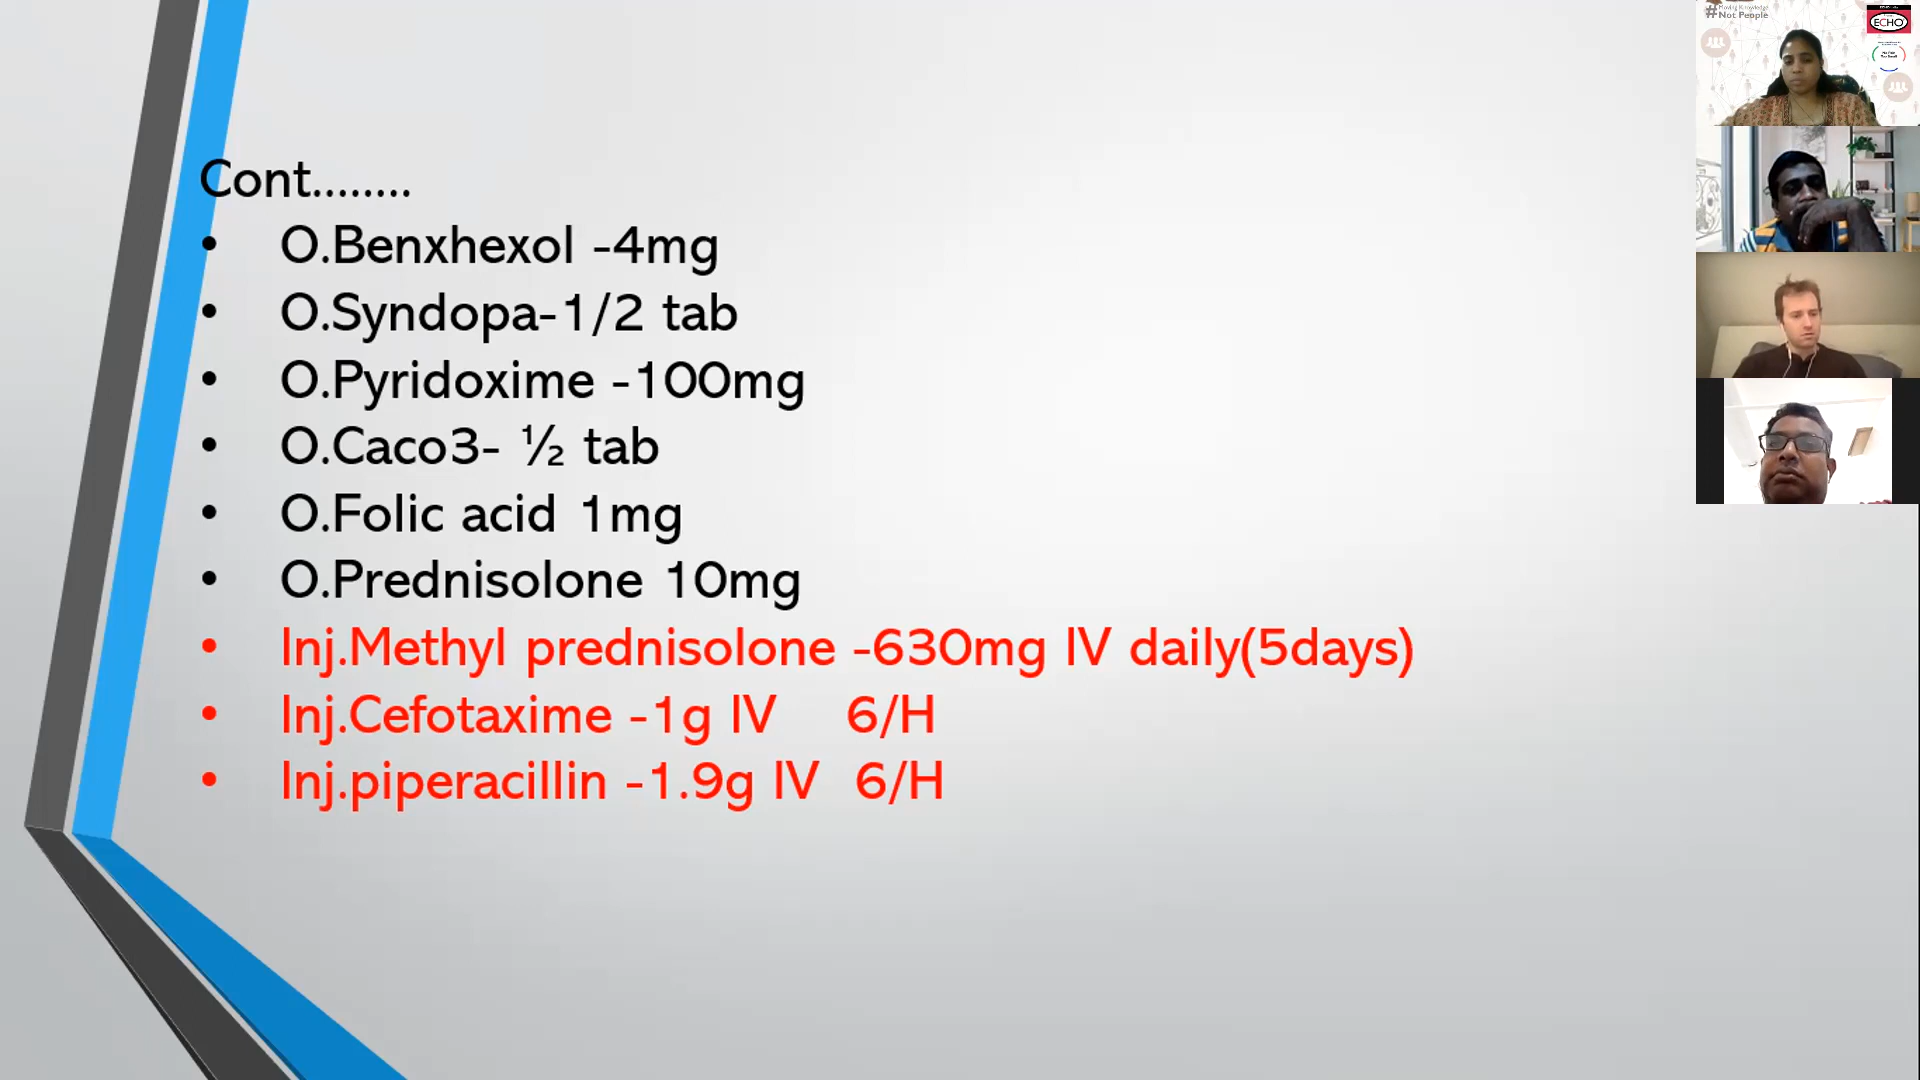 Cont........
• O.Benxhexol -4mg
• O.Syndopa-1/2 tab
• O.Pyridoxime -100mg
• O.Caco3- ½ tab
• O.Folic acid 1mg
• O.Prednisolone 10mg
• Inj.Methyl prednisolone -630mg IV daily(5days)
• Inj.Cefotaxime -1g IV 6/H
• Inj.piperacillin -1.9g IV 6/H
#Moving Knowledge
Not People
ECHO